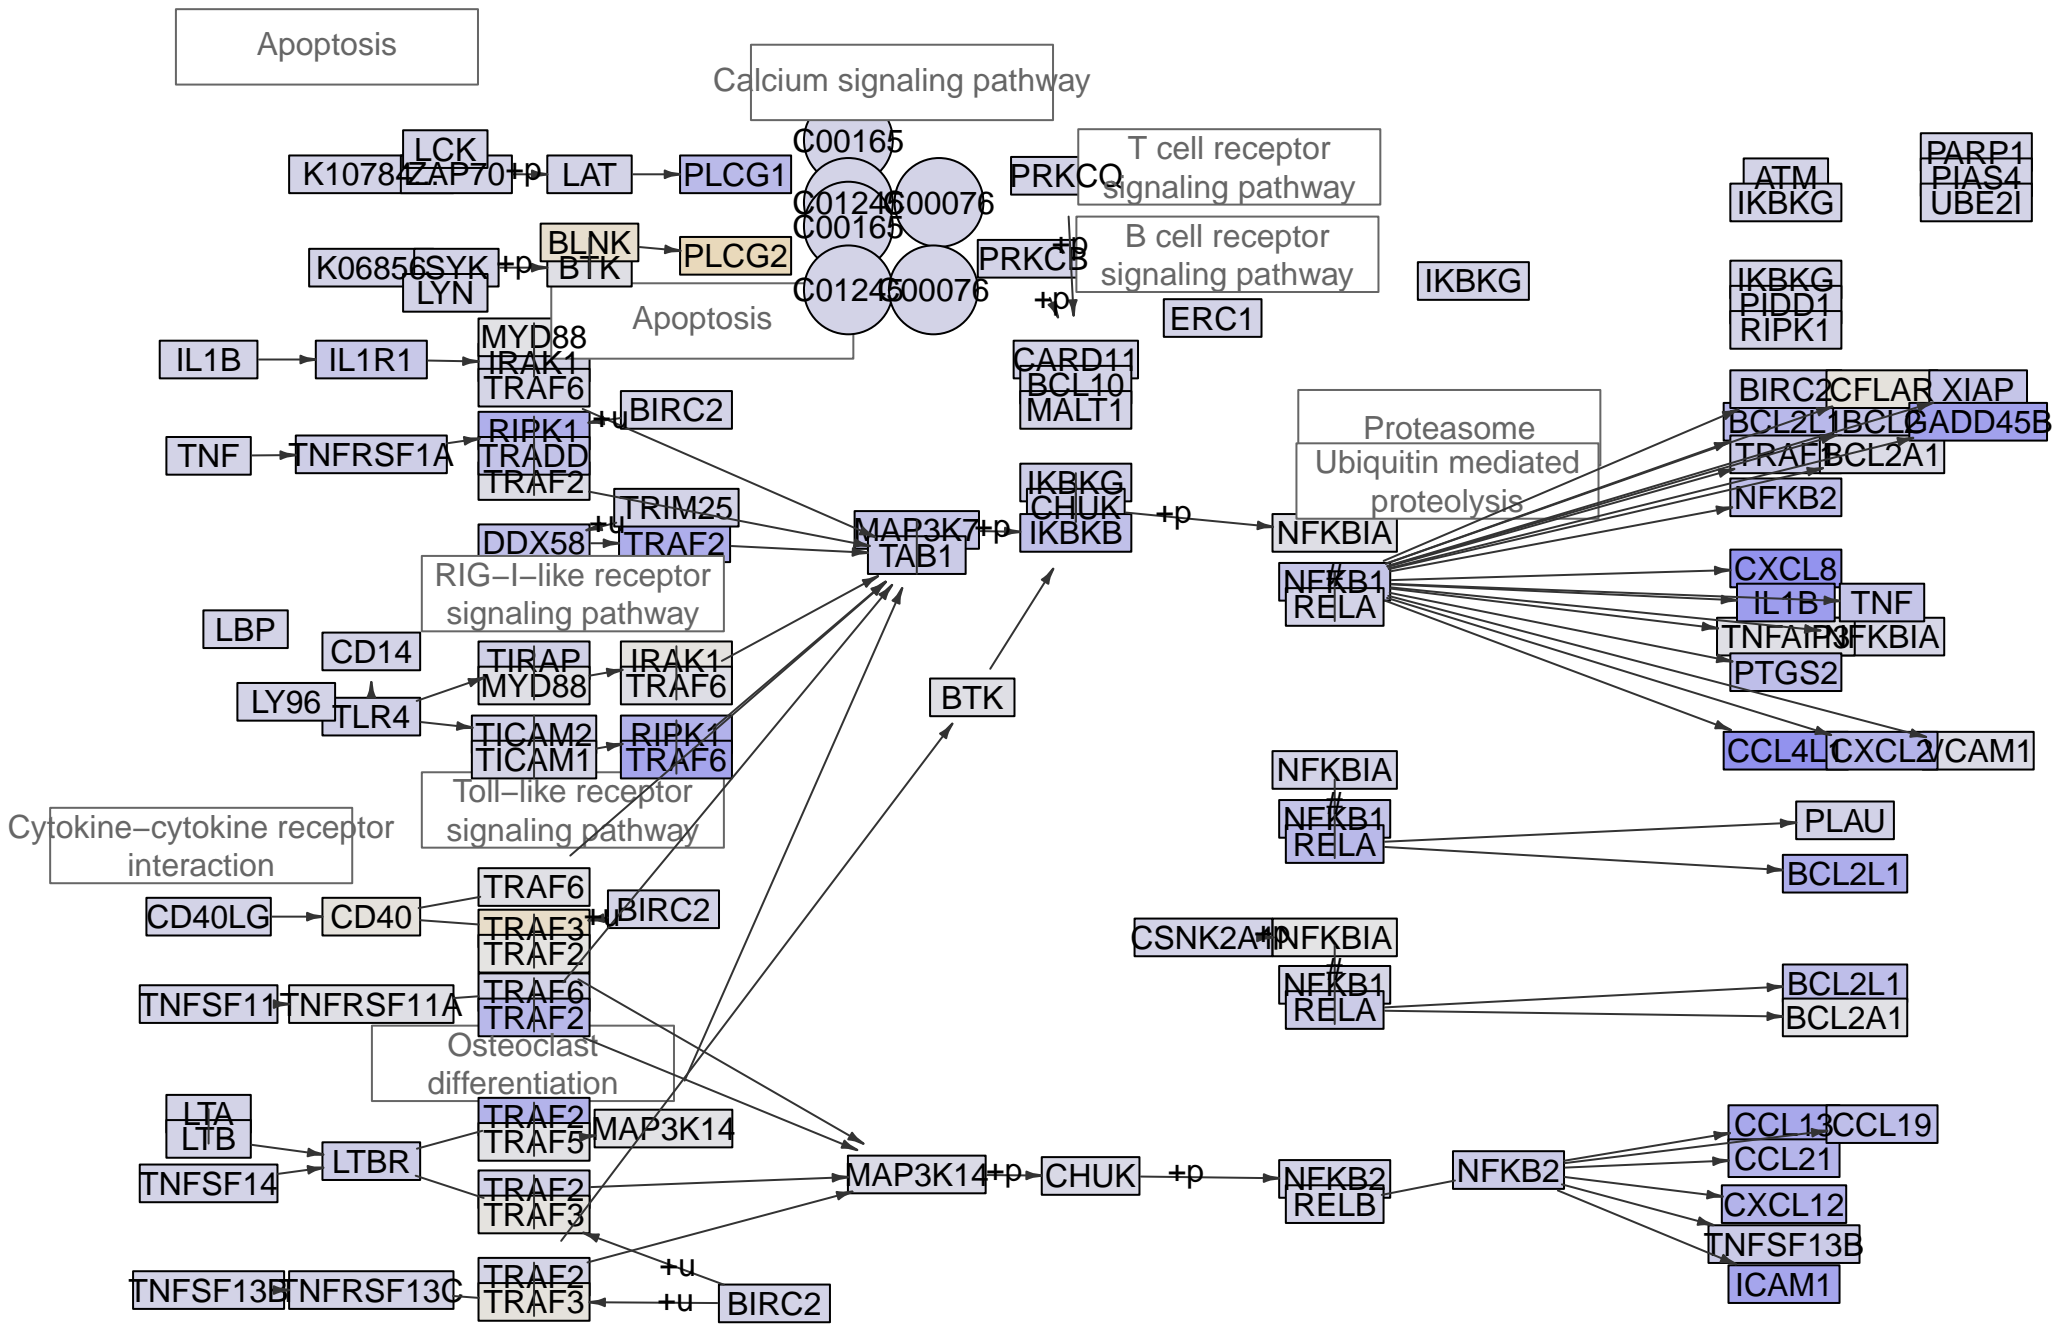 Apoptosis
Calcium signaling pathway
LCK
K10784
ZAP70
+p
LAT
PLCG1
C00165
C01245
C00076
C00165
C01245
C00076
PRKCQ
T cell receptor
signaling pathway
PRKCB
+p
+p
B cell receptor
signaling pathway
ATM
IKBKG
PARP1
PIAS4
UBE2I
BLNK
PLCG2
K06856
SYK
+p
BTK
LYN
IKBKG
IKBKG
PIDD1
RIPK1
Apoptosis
ERC1
IL1B
IL1R1
MYD88
IRAK1
TRAF6
CARD11
BCL10
MALT1
BIRC2
CFLAR
XIAP
BCL2L1
BCL2
GADD45B
TRAF1
BCL2A1
NFKB2
TNF
TNFRSF1A
RIPK1
TRADD
TRAF2
+u
BIRC2
Proteasome
Ubiquitin mediated
proteolysis
DDX58
+u
TRIM25
TRAF2
MAP3K7
TAB1
+p
IKBKG
CHUK
IKBKB
+p
NFKBIA
NFKB1
RELA
CXCL8
IL1B
TNF
TNFAIP3
NFKBIA
PTGS2
RIG−I−like receptor
signaling pathway
LBP
CD14
LY96
TLR4
TIRAP
MYD88
IRAK1
TRAF6
TICAM2
TICAM1
RIPK1
TRAF6
BTK
CCL4L1
CXCL2
VCAM1
Toll−like receptor
signaling pathway
NFKBIA
NFKB1
RELA
PLAU
BCL2L1
Cytokine−cytokine receptor
interaction
CD40LG
CD40
TRAF6
TRAF3
TRAF2
+u
BIRC2
CSNK2A1
+p
NFKBIA
NFKB1
RELA
BCL2L1
BCL2A1
TNFSF11
TNFRSF11A
TRAF6
TRAF2
Osteoclast
differentiation
LTA
LTB
TNFSF14
LTBR
TRAF2
TRAF5
MAP3K14
TRAF2
TRAF3
MAP3K14
+p
CHUK
+p
NFKB2
RELB
NFKB2
CCL13
CCL19
CCL21
CXCL12
TNFSF13B
ICAM1
TNFSF13B
TNFRSF13C
TRAF2
TRAF3
+u
+u
BIRC2